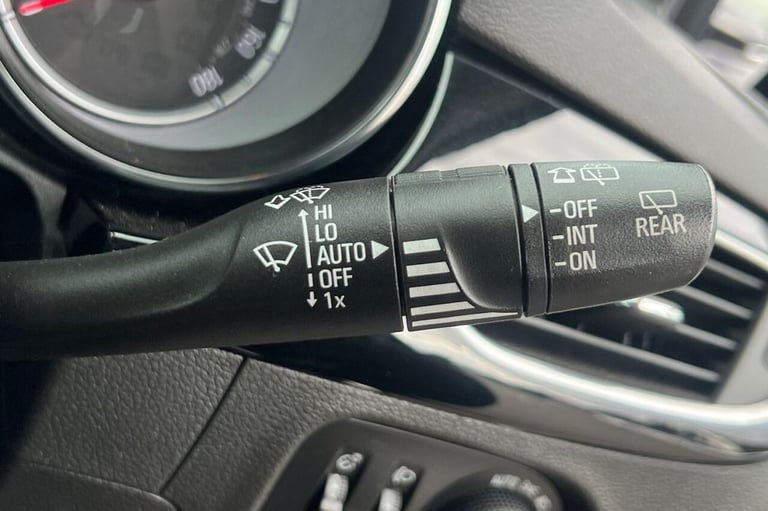 160
180
HI
LO
AUTO
OFF
1x
-OFF
-INT
-ON
REAR